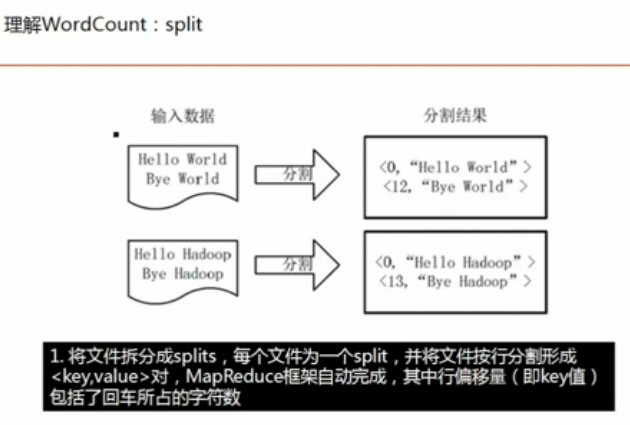 理解WordCount：split
输入数据
分割结果
Hello World
Bye World
分割
<0, “Hello World”>
<12, “Bye World”>
Hello Hadoop
Bye Hadoop
分割
<0, “Hello Hadoop”>
<13, “Bye Hadoop”>
1. 将文件拆分成splits，每个文件为一个split，并将文件按行分割形成
<key,value>对，MapReduce框架自动完成，其中行偏移量（即key值）
包括了回车所占的字符数